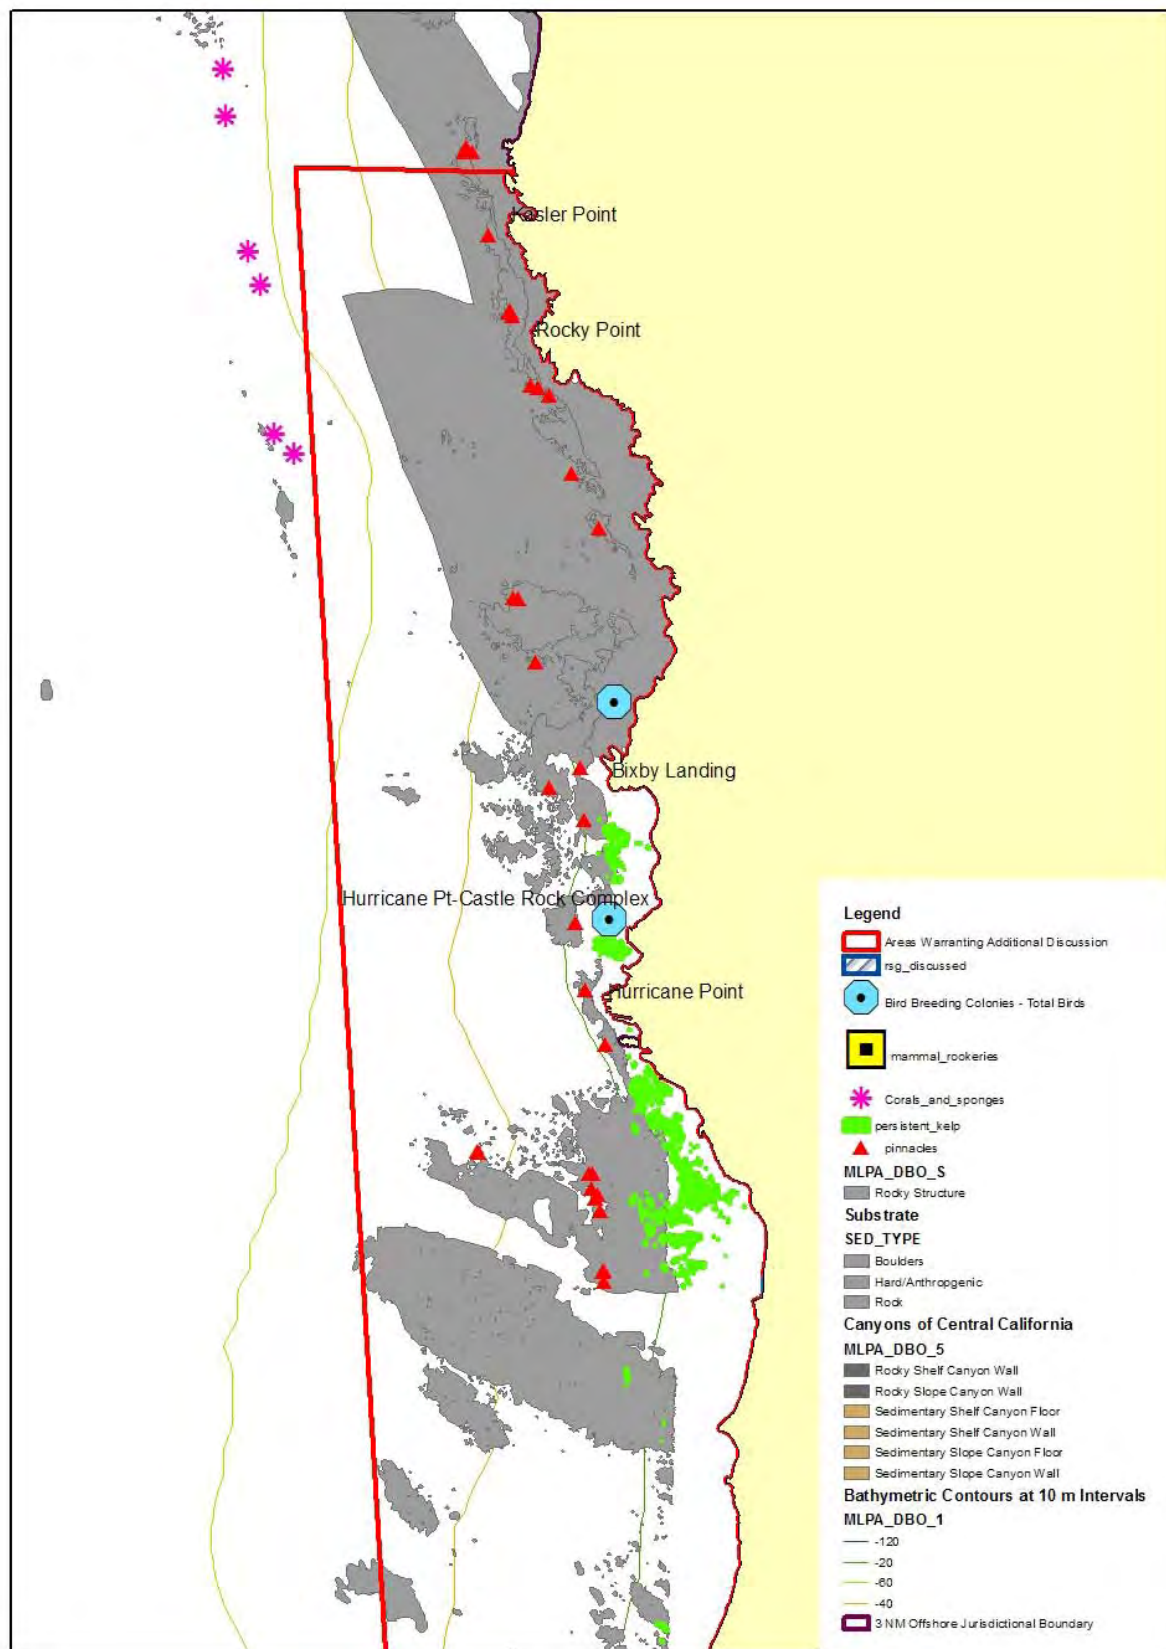 Kasler Point
Rocky Point
Bixby Landing
Hurricane Pt-Castle Rock Complex
Hurricane Point
Legend
Areas Warranting Additional Discussion
rsg_discussed
Bird Breeding Colonies - Total Birds
mammal_rookeries
Corals_and_sponges
persistent_kelp
pinnacles
MLPA_DBO_S
Rocky Structure
Substrate
SED_TYPE
Boulders
Hard/Anthropgenic
Rock
Canyons of Central California
MLPA_DBO_5
Rocky Shelf Canyon Wall
Rocky Slope Canyon Wall
Sedimentary Shelf Canyon Floor
Sedimentary Shelf Canyon Wall
Sedimentary Slope Canyon Floor
Sedimentary Slope Canyon Wall
Bathymetric Contours at 10 m Intervals
MLPA_DBO_1
-120
-20
-60
-40
3 NM Offshore Jurisdictional Boundary